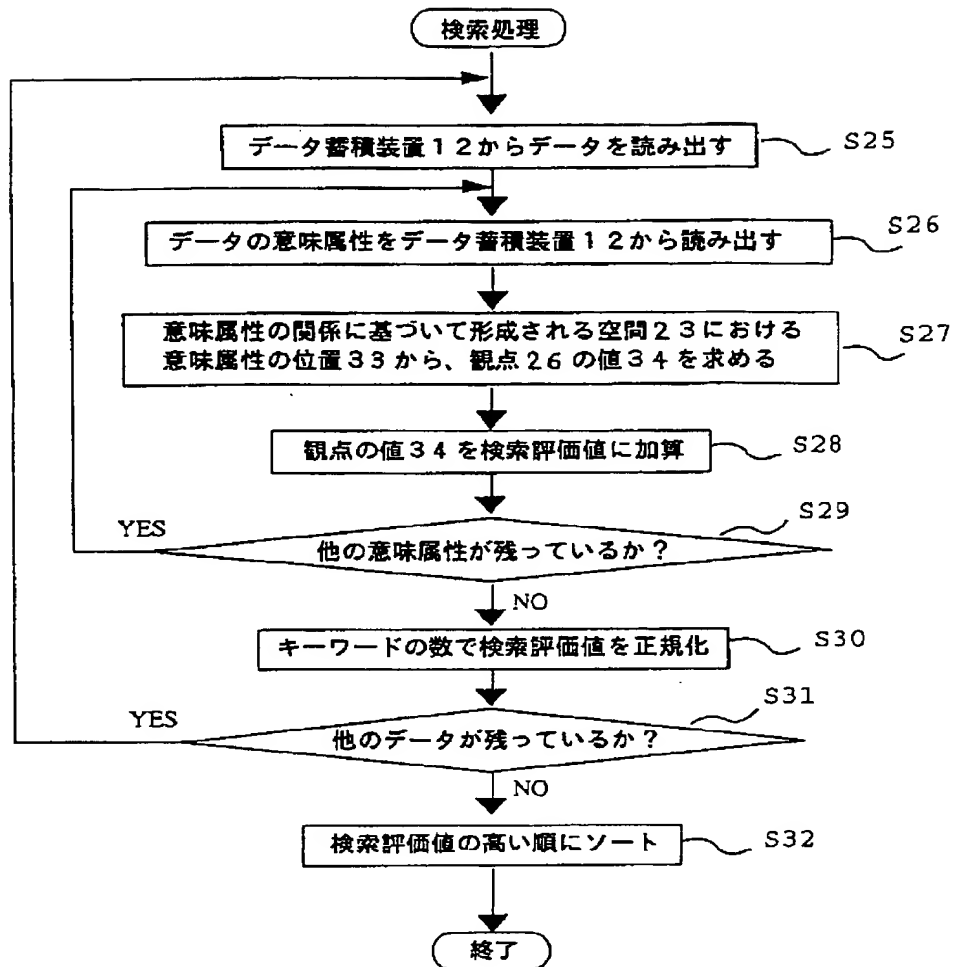 検索処理
データ蓄積装置12からデータを読み出す
S25
データの意味属性をデータ蓄積装置12から読み出す
S26
意味属性の関係に基づいて形成される空間23における
意味属性の位置33から、観点26の値34を求める
S27
観点の値34を検索評価値に加算
S28
S29
YES
他の意味属性が残っているか?
NO
キーワードの数で検索評価値を正規化
S30
S31
YES
他のデータが残っているか?
NO
検索評価値の高い順にソート
S32
終了